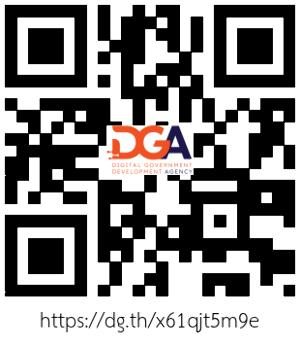 DGA
DIGITAL GOVERNMENT
DEVELOPMENT AGENCY
https://dg.th/x61qjt5m9e